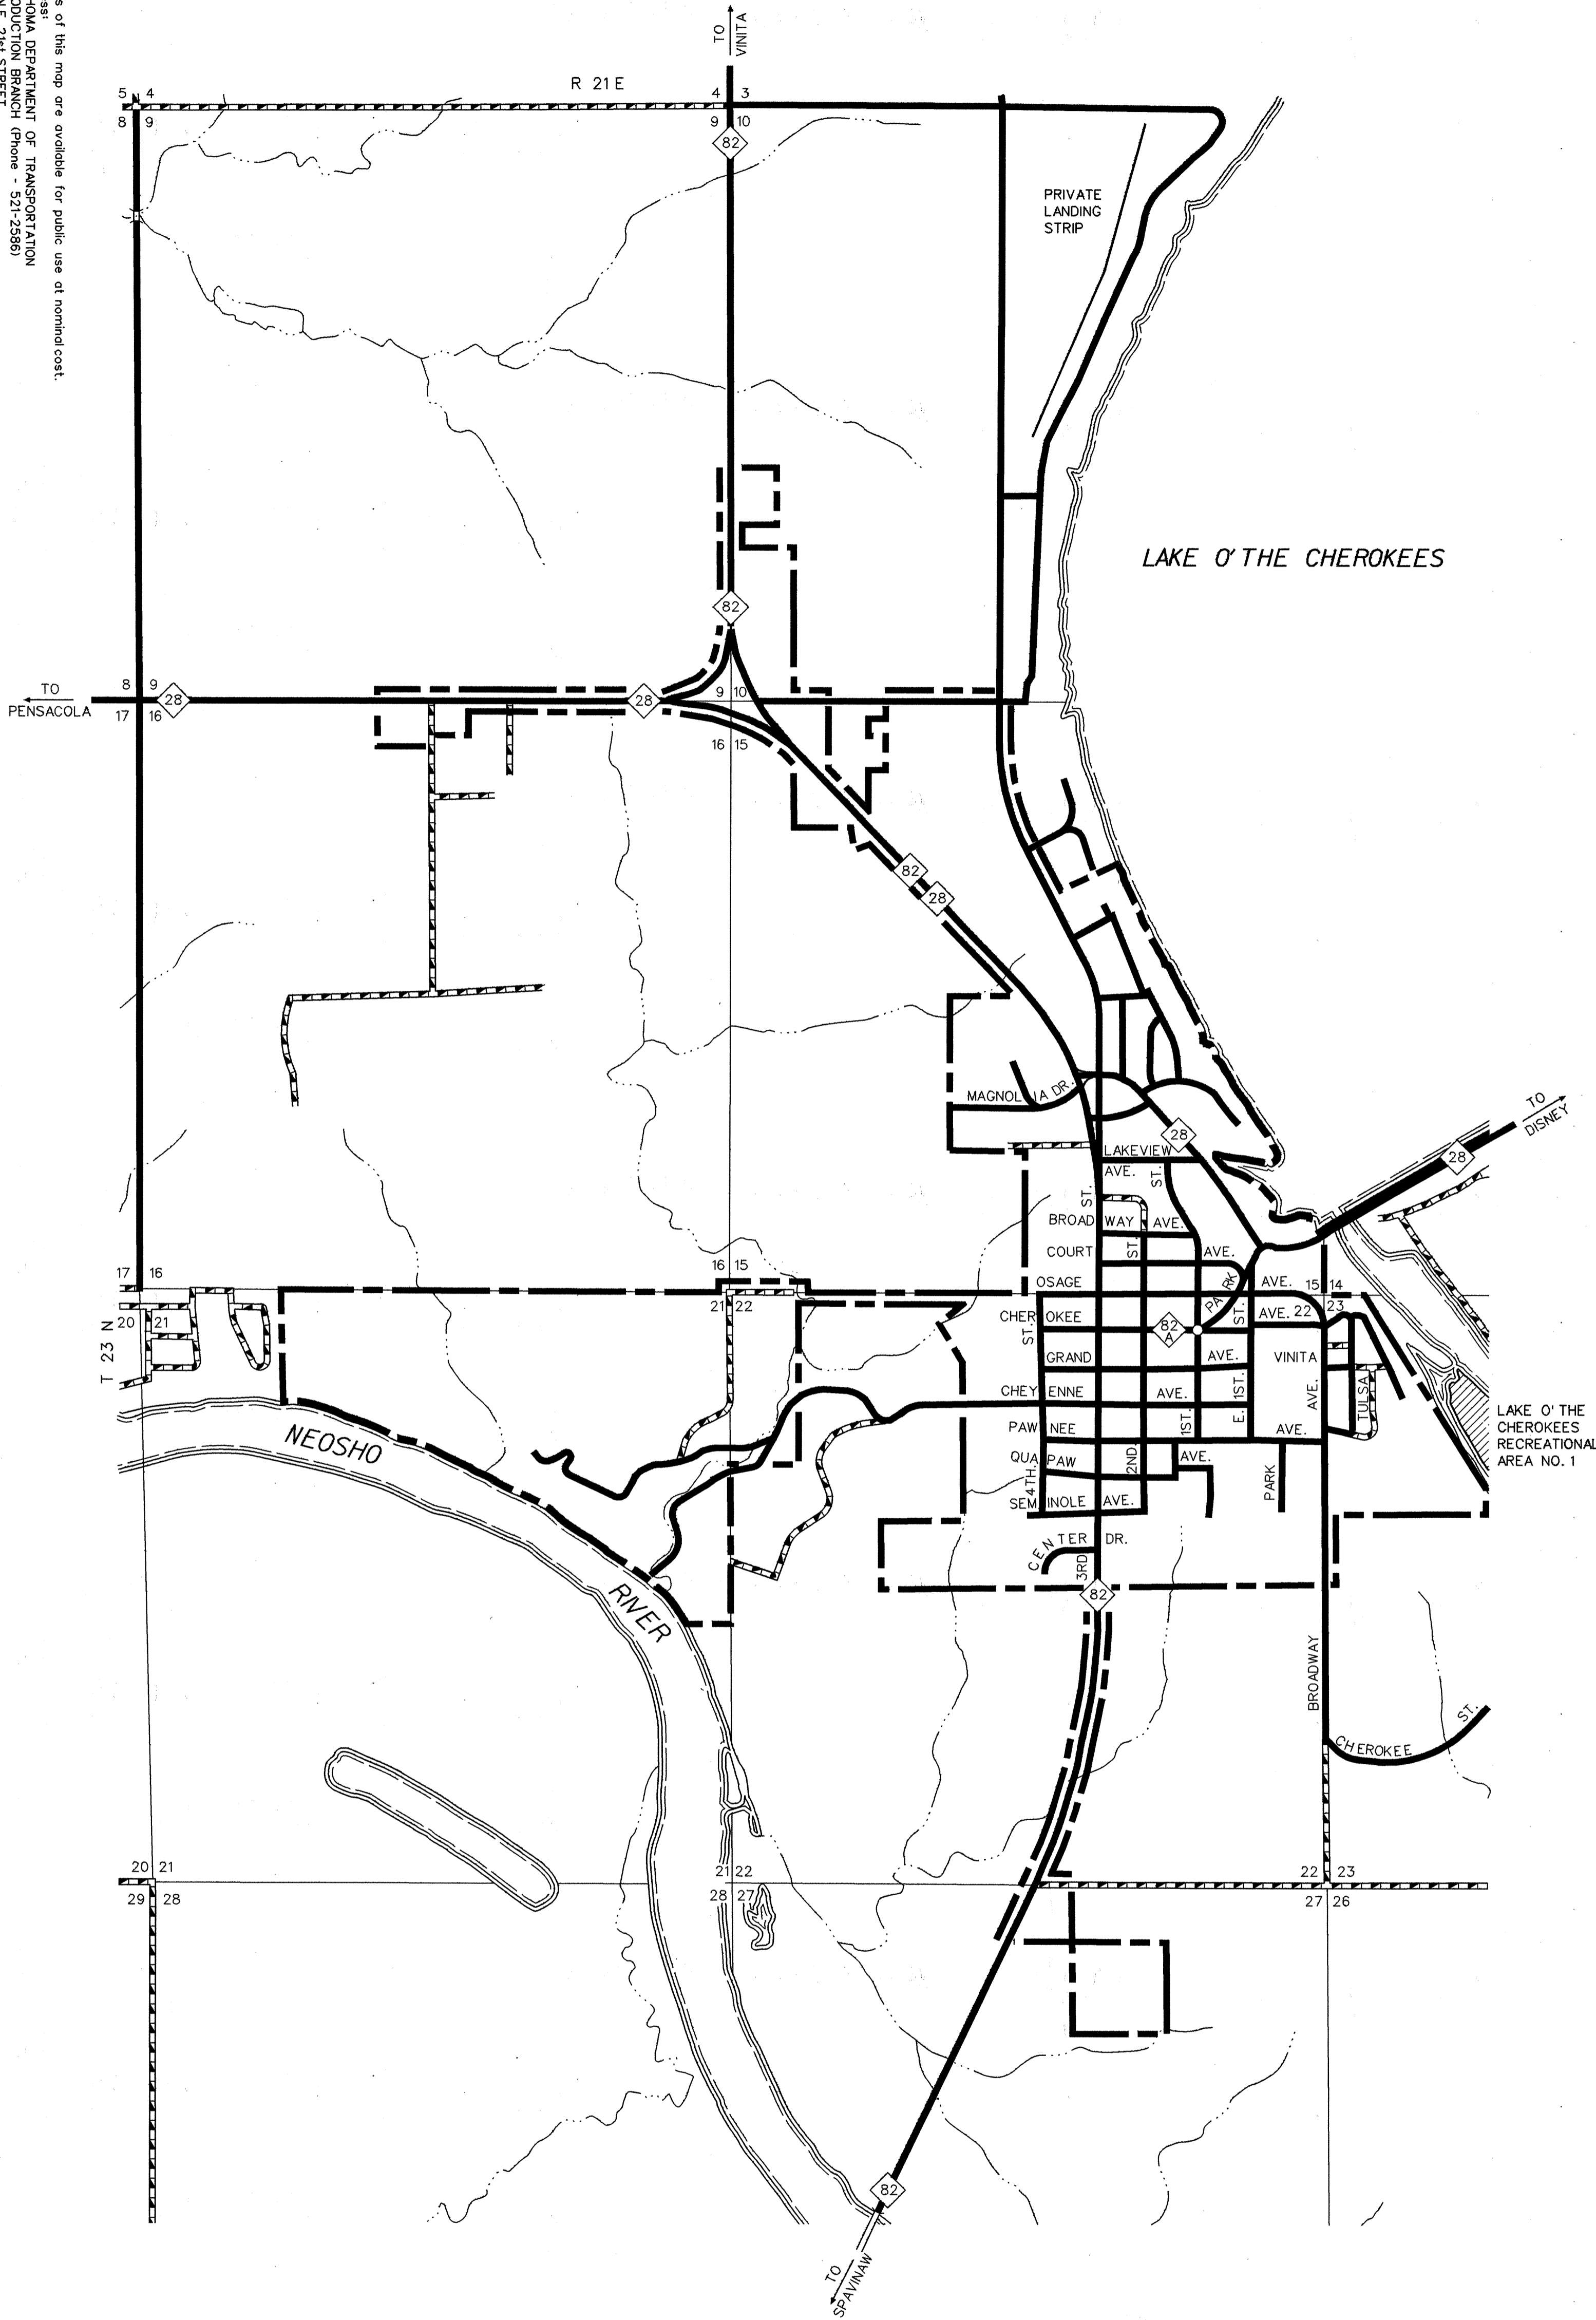 s of this map are available for public use at nominal cost.
ss:
HOMA DEPARTMENT OF TRANSPORTATION
ODUCTION BRANCH (Phone - 521-2586)
N.E. 21st STREET
TO
VINITA
R 21 E
5 4
8 9
4 3
9 10
82
PRIVATE
LANDING
STRIP
LAKE O' THE CHEROKEES
82
TO
PENSACOLA
8 9
17 16
28
28
9 10
16 15
82
28
MAGNOLIA DR.
TO
DISNEY
28
28
LAKEVIEW
AVE.
ST.
ST.
BROADWAY AVE.
COURT
ST.
AVE.
OSAGE
PARK
AVE.
15 14
22 23
17 16
20 21
16 15
21 22
T 23 N
CHEROKEE
82
A
ST.
AVE.
ST.
GRAND
AVE.
VINITA
CHEYENNE
AVE.
1ST.
E. 1ST.
AVE.
TULSA
PAWNEE
AVE.
QUAPAW
AVE.
4TH.
2ND.
PARK
SEMINOLE AVE.
LAKE O' THE
CHEROKEES
RECREATIONAL
AREA NO. 1
NEOSHO
RIVER
CENTER DR.
3RD
82
BROADWAY
CHEROKEE
ST.
20 21
29 28
21 22
28 27
22 23
27 26
82
TO
SPAVINAW